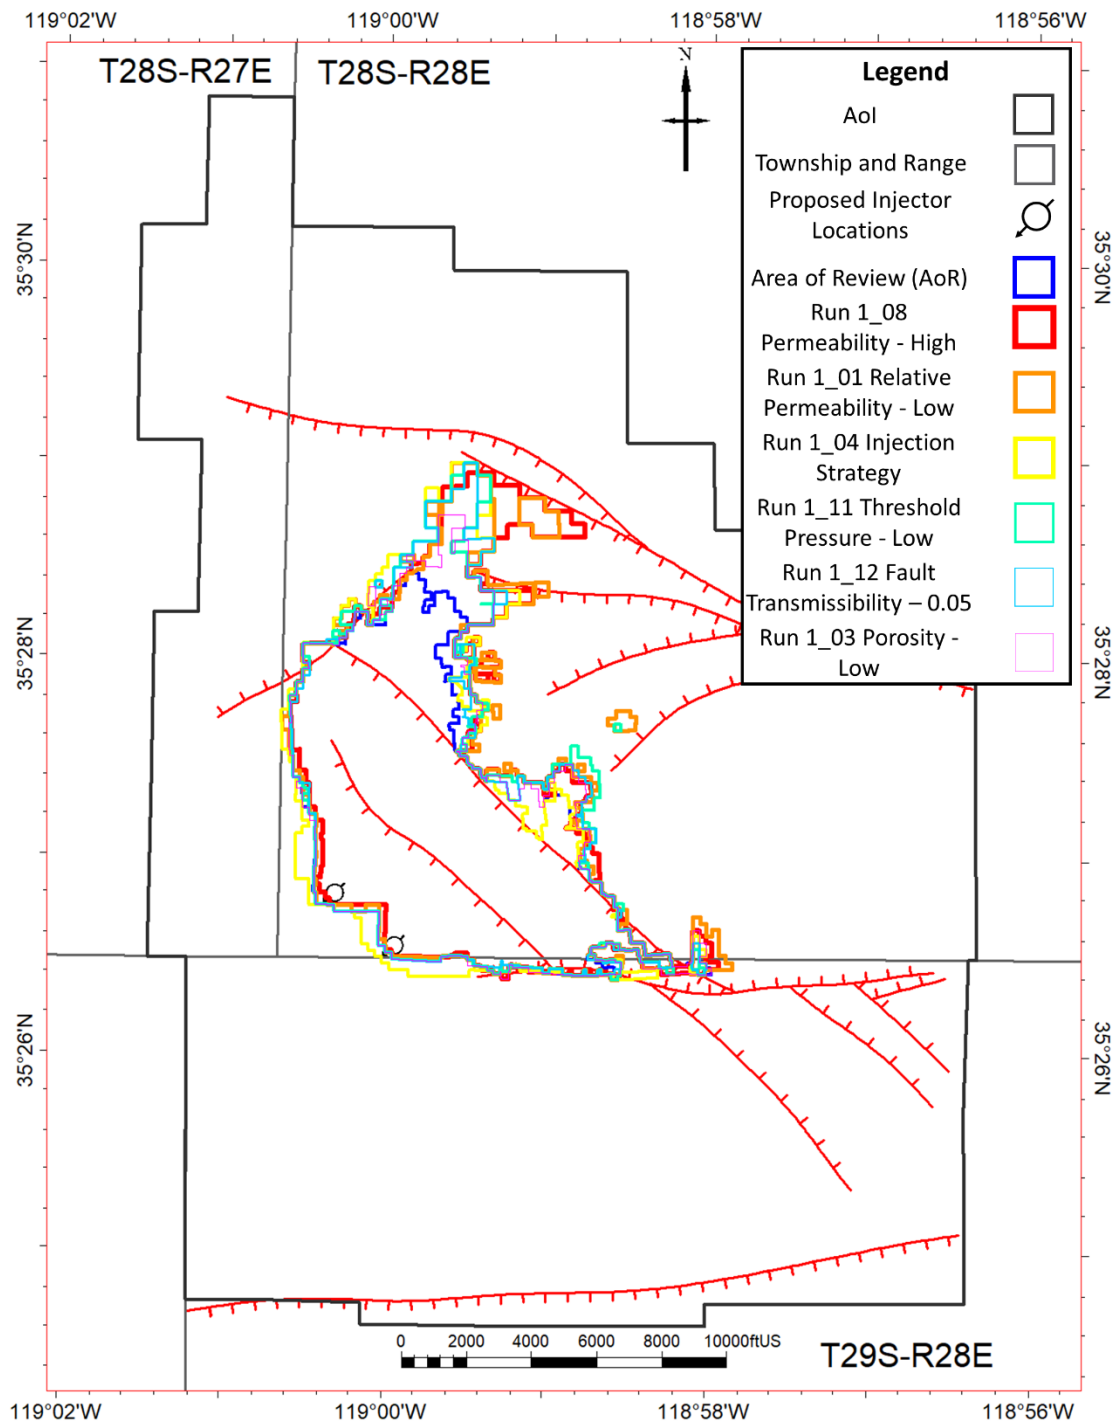 119°02'W 119°00'W 118°58'W 118°56'W
T28S-R27E T28S-R28E
N
Legend
AoI
Township and Range
Proposed Injector
Locations
Area of Review (AoR)
Run 1_08
Permeability - High
Run 1_01 Relative
Permeability - Low
Run 1_04 Injection
Strategy
Run 1_11 Threshold
Pressure - Low
Run 1_12 Fault
Transmissibility – 0.05
Run 1_03 Porosity -
Low
35°30'N 35°30'N
35°28'N 35°28'N
35°26'N 35°26'N
0 2000 4000 6000 8000 10000ftUS
T29S-R28E
119°02'W 119°00'W 118°58'W 118°56'W